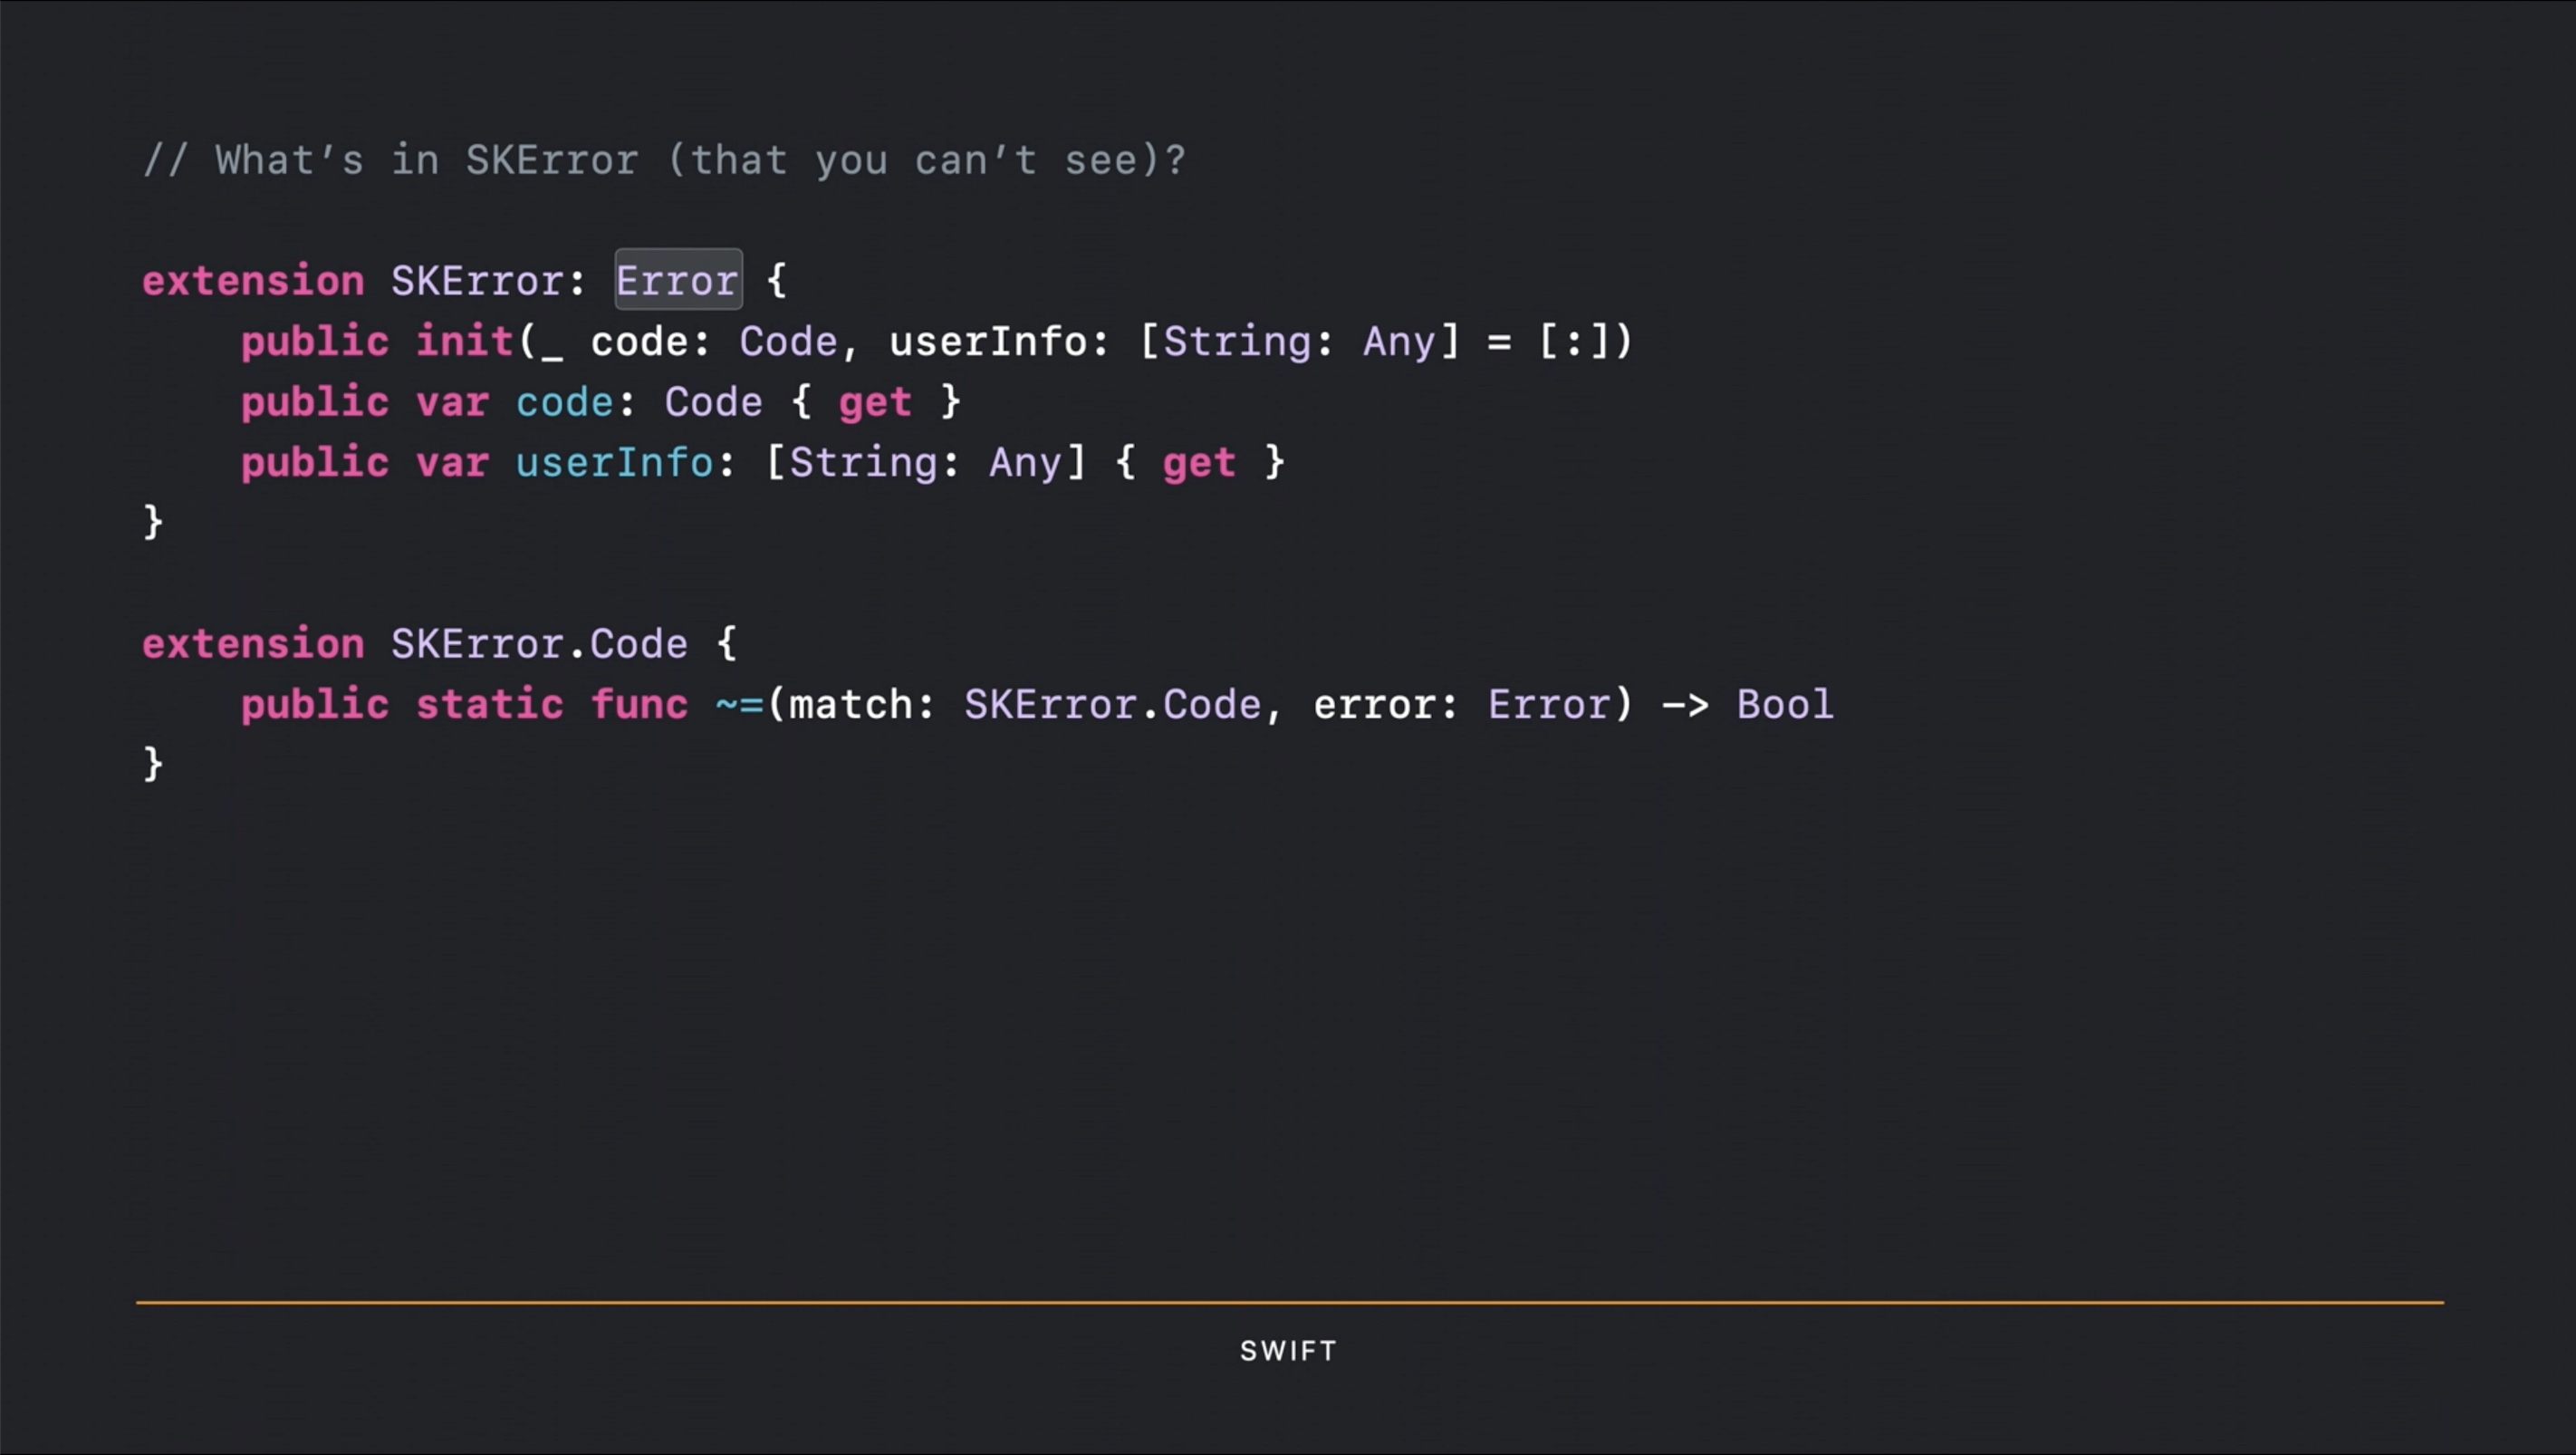 // What’s in SKError (that you can’t see)?
extension SKError: Error {
    public init(_ code: Code, userInfo: [String: Any] = [:])
    public var code: Code { get }
    public var userInfo: [String: Any] { get }
}
extension SKError.Code {
    public static func ~=(match: SKError.Code, error: Error) -> Bool
}
SWIFT